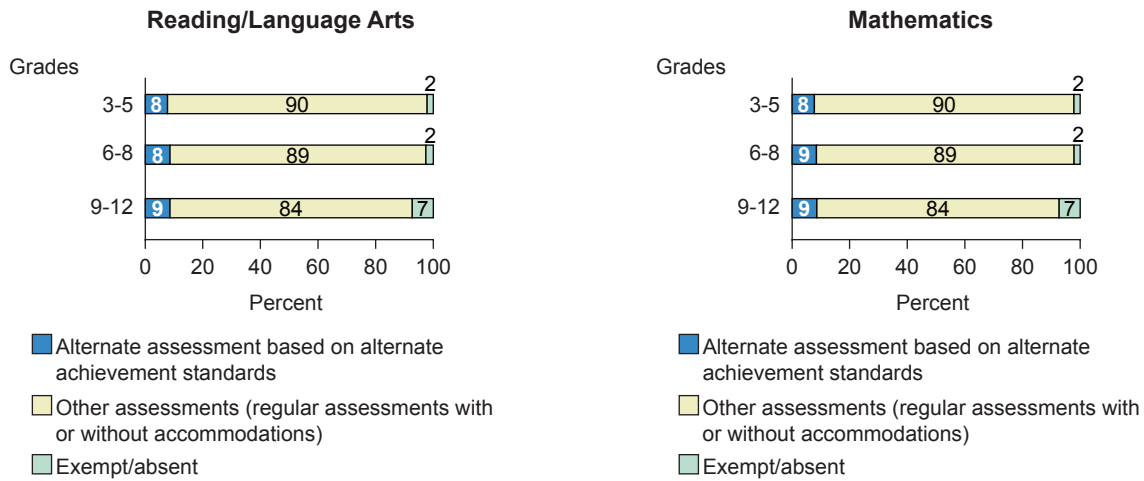 Reading/Language Arts
Grades
2
3-5 8 90
2
6-8 8 89
9-12 9 84 7
0 20 40 60 80 100
Percent
Alternate assessment based on alternate
achievement standards
Other assessments (regular assessments with
or without accommodations)
Exempt/absent
Mathematics
Grades
2
3-5 8 90
2
6-8 9 89
9-12 9 84 7
0 20 40 60 80 100
Percent
Alternate assessment based on alternate
achievement standards
Other assessments (regular assessments with
or without accommodations)
Exempt/absent